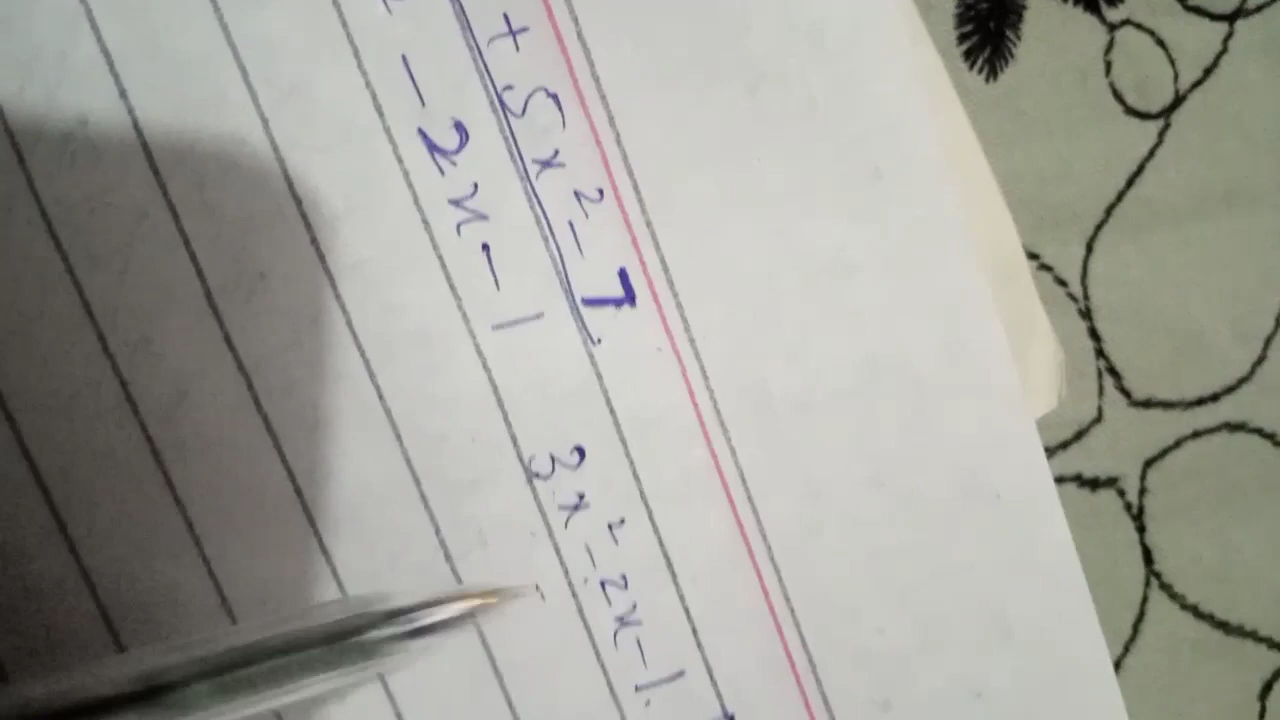 + 5x² - 7
- 2x - 1
3x² - 2x - 1.